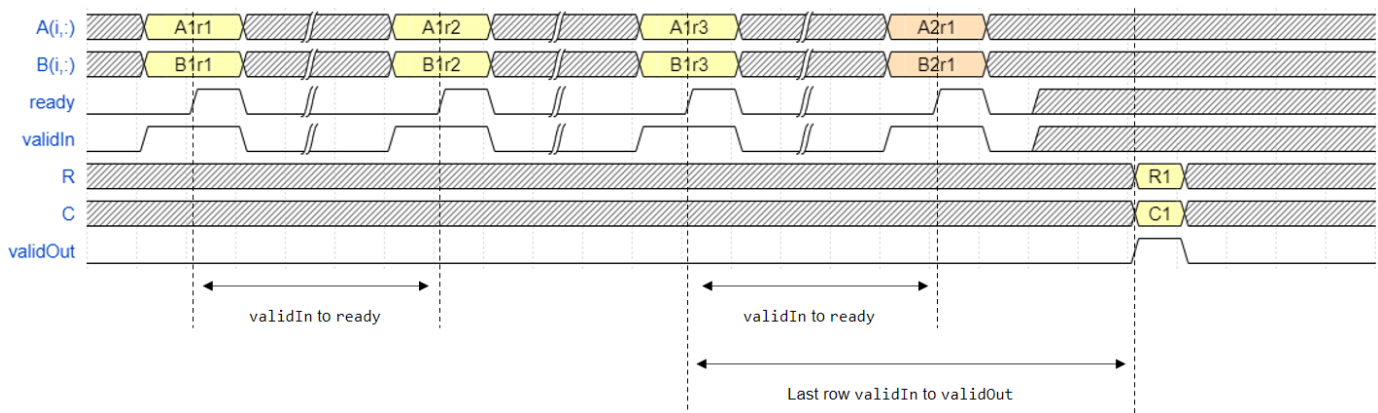 A(i,:) A1r1 A1r2 A1r3 A2r1
B(i,:) B1r1 B1r2 B1r3 B2r1
ready
validIn
R R1
C C1
validOut
validIn to ready validIn to ready
Last row validIn to validOut